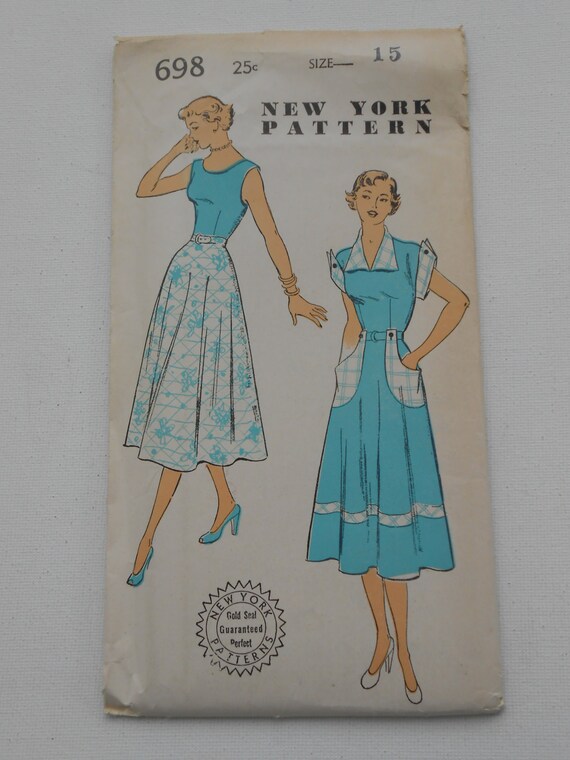 698 25c SIZE— 15
NEW YORK
PATTERN
NEW YORK
Gold Seal
Guaranteed
Perfect
PATTERNS